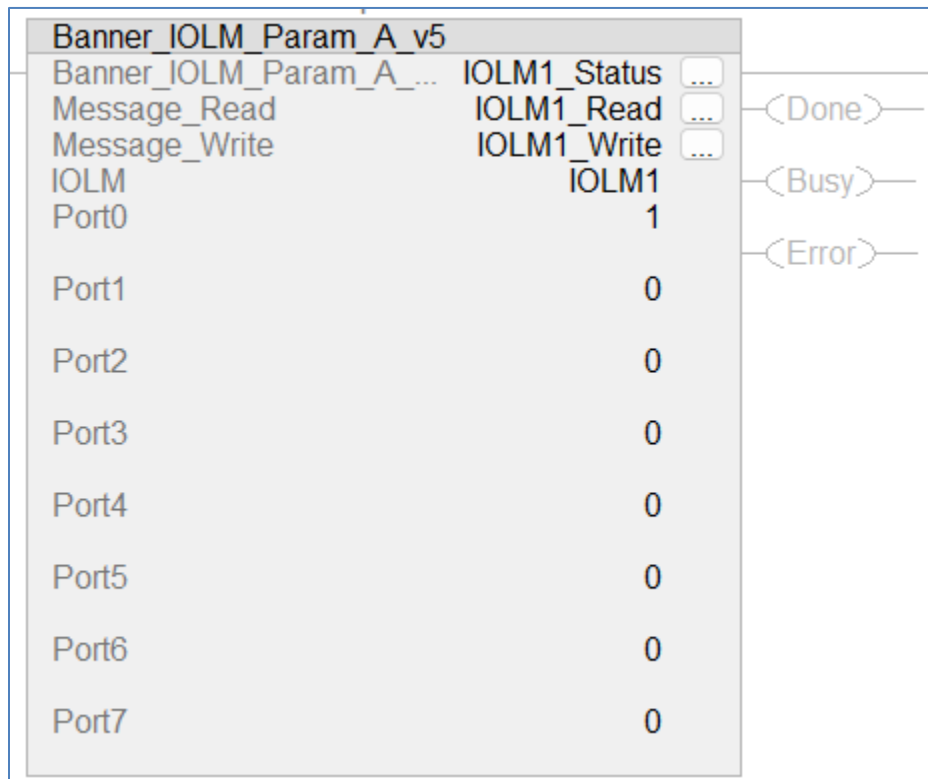 Banner_IOLM_Param_A_v5
Banner_IOLM_Param_A_... IOLM1_Status ...
Message_Read IOLM1_Read ... Done
Message_Write IOLM1_Write ...
IOLM IOLM1 Busy
Port0 1
Error
Port1 0
Port2 0
Port3 0
Port4 0
Port5 0
Port6 0
Port7 0